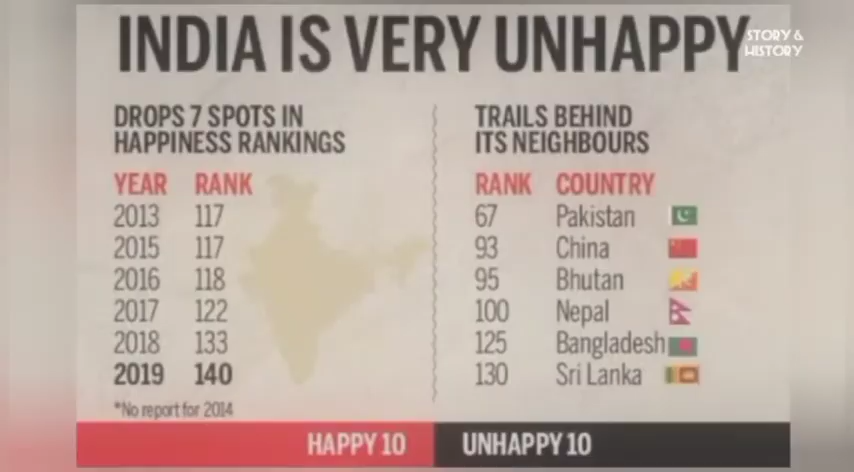 INDIA IS VERY UNHAPPY
STORY &
HISTORY
DROPS 7 SPOTS IN
HAPPINESS RANKINGS
YEAR RANK
2013 117
2015 117
2016 118
2017 122
2018 133
2019 140
*No report for 2014
TRAILS BEHIND
ITS NEIGHBOURS
RANK COUNTRY
67 Pakistan
93 China
95 Bhutan
100 Nepal
125 Bangladesh
130 Sri Lanka
HAPPY 10
UNHAPPY 10